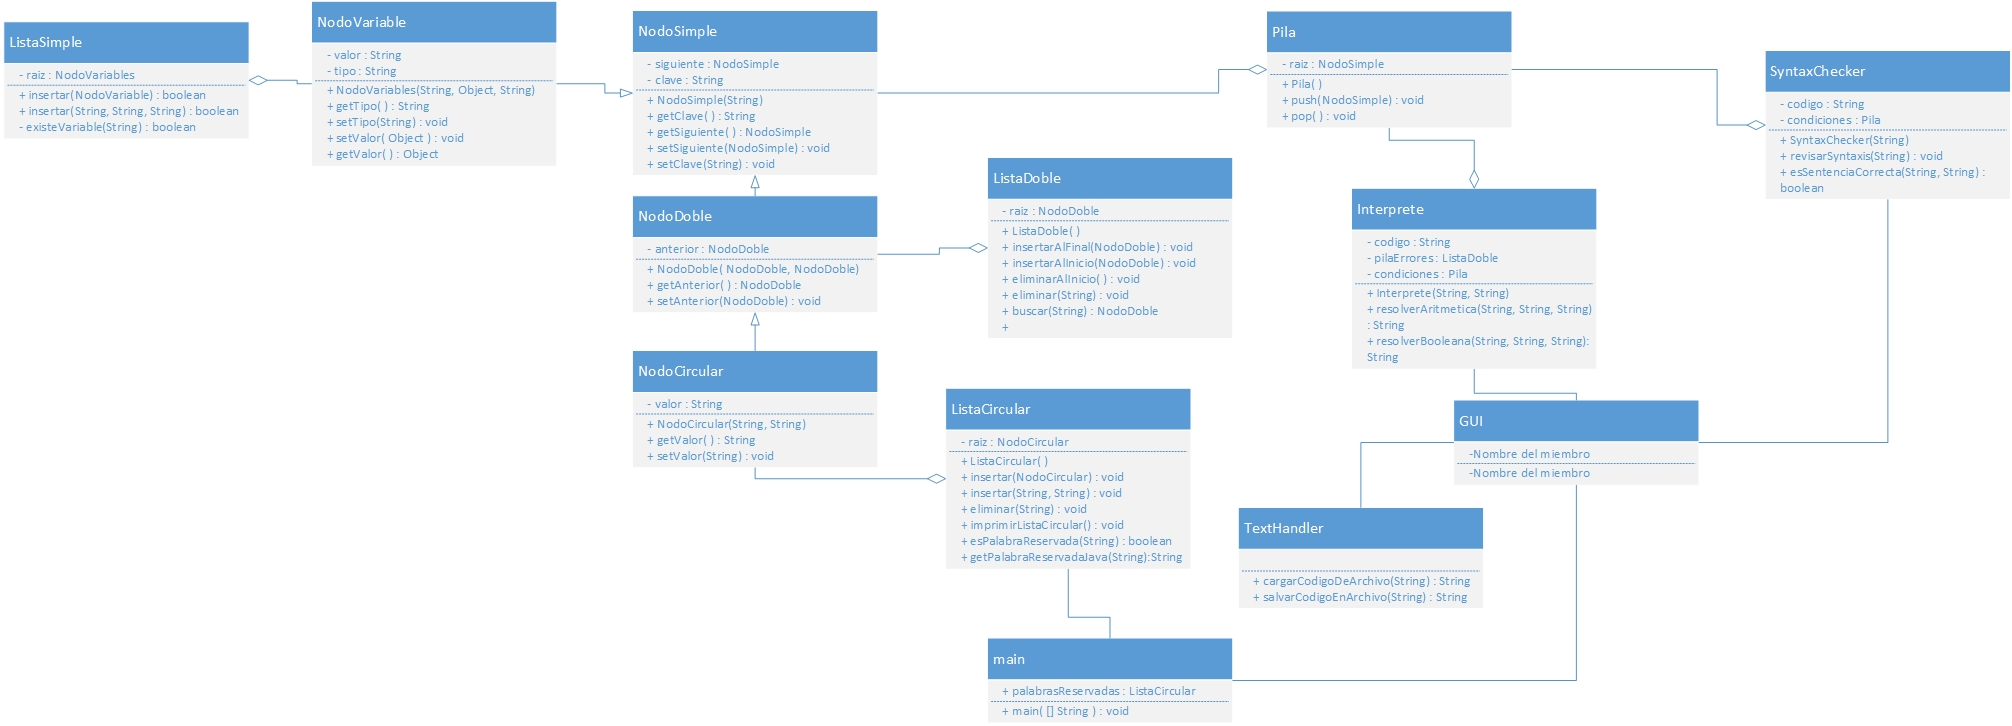 ListaSimple
- raiz : NodoVariables
+ insertar(NodoVariable) : boolean
+ insertar(String, String, String) : boolean
- existeVariable(String) : boolean
NodoVariable
- valor : String
- tipo : String
+ NodoVariables(String, Object, String)
+ getTipo( ) : String
+ setTipo(String) : void
+ setValor( Object ) : void
+ getValor( ) : Object
NodoSimple
- siguiente : NodoSimple
- clave : String
+ NodoSimple(String)
+ getClave( ) : String
+ getSiguiente( ) : NodoSimple
+ setSiguiente(NodoSimple) : void
+ setClave(String) : void
NodoDoble
- anterior : NodoDoble
+ NodoDoble( NodoDoble, NodoDoble)
+ getAnterior( ) : NodoDoble
+ setAnterior(NodoDoble) : void
NodoCircular
- valor : String
+ NodoCircular(String, String)
+ getValor( ) : String
+ setValor(String) : void
ListaDoble
- raiz : NodoDoble
+ ListaDoble( )
+ insertarAlFinal(NodoDoble) : void
+ insertarAlInicio(NodoDoble) : void
+ eliminarAlInicio( ) : void
+ eliminar(String) : void
+ buscar(String) : NodoDoble
+
ListaCircular
- raiz : NodoCircular
+ ListaCircular( )
+ insertar(NodoCircular) : void
+ insertar(String, String) : void
+ eliminar(String) : void
+ imprimirListaCircular() : void
+ esPalabraReservada(String) : boolean
+ getPalabraReservadaJava(String):String
main
+ palabrasReservadas : ListaCircular
+ main( [] String ) : void
Pila
- raiz : NodoSimple
+ Pila( )
+ push(NodoSimple) : void
+ pop( ) : void
Interprete
- codigo : String
- pilaErrores : ListaDoble
- condiciones : Pila
+ Interprete(String, String)
+ resolverAritmetica(String, String, String)
: String
+ resolverBooleana(String, String, String):
String
GUI
-Nombre del miembro
-Nombre del miembro
TextHandler
+ cargarCodigoDeArchivo(String) : String
+ salvarCodigoEnArchivo(String) : String
SyntaxChecker
- codigo : String
- condiciones : Pila
+ SyntaxChecker(String)
+ revisarSyntaxis(String) : void
+ esSentenciaCorrecta(String, String) :
boolean